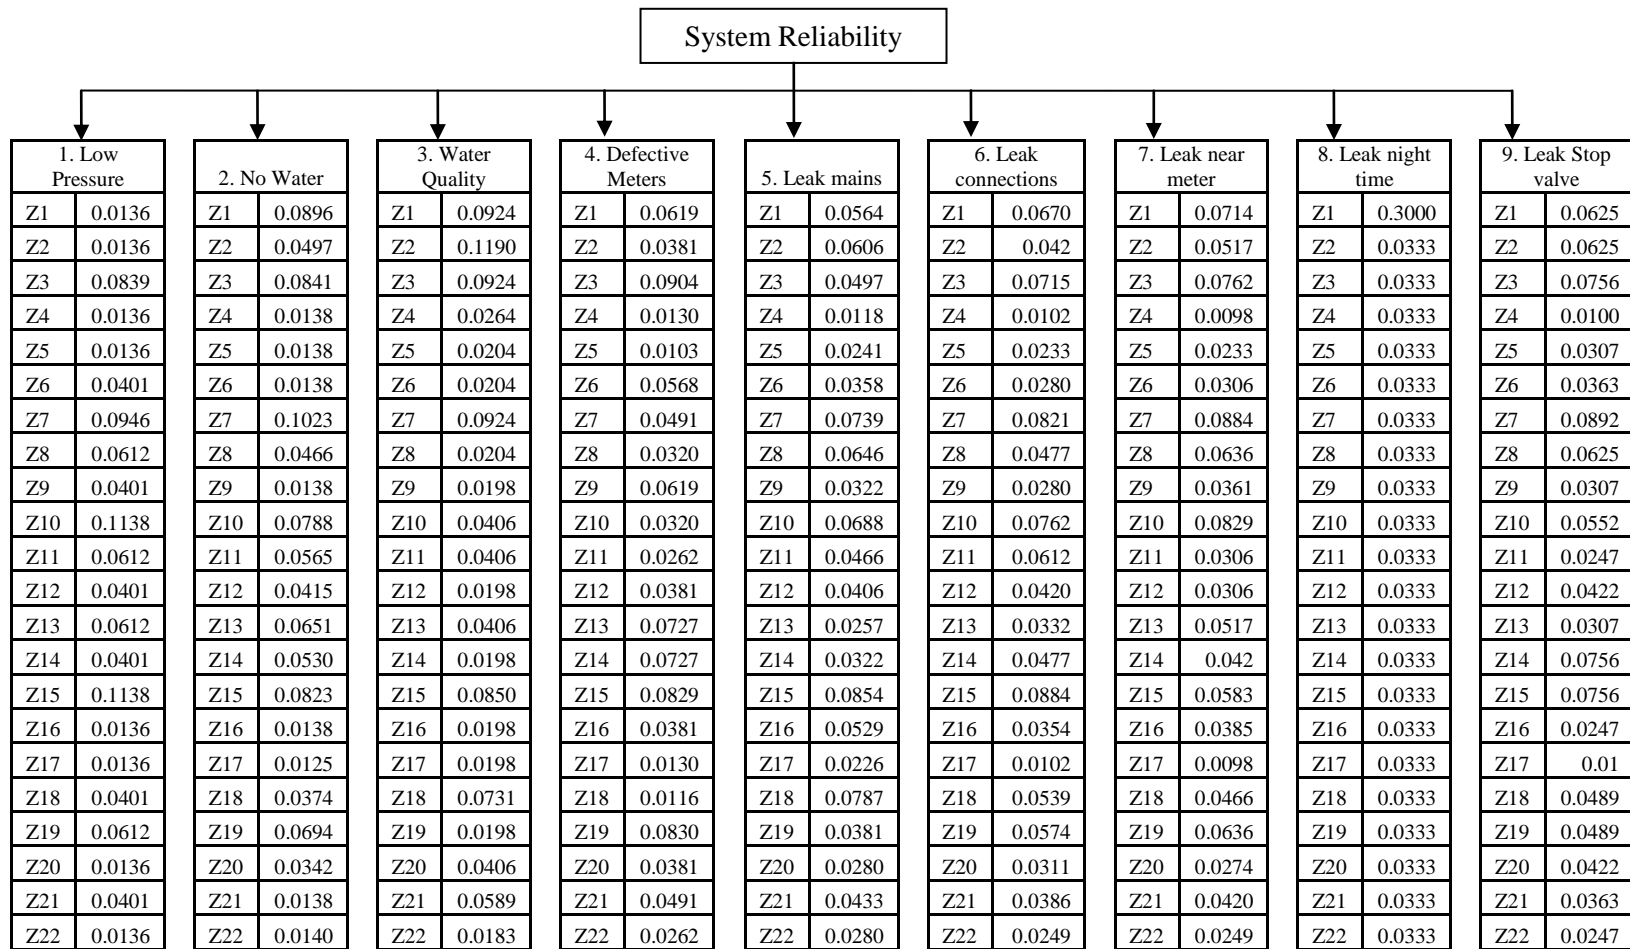 System Reliability
1. Low Pressure 2. No Water 3. Water Quality 4. Defective Meters 5. Leak mains 6. Leak connections 7. Leak near meter 8. Leak night time 9. Leak Stop valve
Z1 0.0136 Z1 0.0896 Z1 0.0924 Z1 0.0619 Z1 0.0564 Z1 0.0670 Z1 0.0714 Z1 0.3000 Z1 0.0625
Z2 0.0136 Z2 0.0497 Z2 0.1190 Z2 0.0381 Z2 0.0606 Z2 0.042 Z2 0.0517 Z2 0.0333 Z2 0.0625
Z3 0.0839 Z3 0.0841 Z3 0.0924 Z3 0.0904 Z3 0.0497 Z3 0.0715 Z3 0.0762 Z3 0.0333 Z3 0.0756
Z4 0.0136 Z4 0.0138 Z4 0.0264 Z4 0.0130 Z4 0.0118 Z4 0.0102 Z4 0.0098 Z4 0.0333 Z4 0.0100
Z5 0.0136 Z5 0.0138 Z5 0.0204 Z5 0.0103 Z5 0.0241 Z5 0.0233 Z5 0.0233 Z5 0.0333 Z5 0.0307
Z6 0.0401 Z6 0.0138 Z6 0.0204 Z6 0.0568 Z6 0.0358 Z6 0.0280 Z6 0.0306 Z6 0.0333 Z6 0.0363
Z7 0.0946 Z7 0.1023 Z7 0.0924 Z7 0.0491 Z7 0.0739 Z7 0.0821 Z7 0.0884 Z7 0.0333 Z7 0.0892
Z8 0.0612 Z8 0.0466 Z8 0.0204 Z8 0.0320 Z8 0.0646 Z8 0.0477 Z8 0.0636 Z8 0.0333 Z8 0.0625
Z9 0.0401 Z9 0.0138 Z9 0.0198 Z9 0.0619 Z9 0.0322 Z9 0.0280 Z9 0.0361 Z9 0.0333 Z9 0.0307
Z10 0.1138 Z10 0.0788 Z10 0.0406 Z10 0.0320 Z10 0.0688 Z10 0.0762 Z10 0.0829 Z10 0.0333 Z10 0.0552
Z11 0.0612 Z11 0.0565 Z11 0.0406 Z11 0.0262 Z11 0.0466 Z11 0.0612 Z11 0.0306 Z11 0.0333 Z11 0.0247
Z12 0.0401 Z12 0.0415 Z12 0.0198 Z12 0.0381 Z12 0.0406 Z12 0.0420 Z12 0.0306 Z12 0.0333 Z12 0.0422
Z13 0.0612 Z13 0.0651 Z13 0.0406 Z13 0.0727 Z13 0.0257 Z13 0.0332 Z13 0.0517 Z13 0.0333 Z13 0.0307
Z14 0.0401 Z14 0.0530 Z14 0.0198 Z14 0.0727 Z14 0.0322 Z14 0.0477 Z14 0.042 Z14 0.0333 Z14 0.0756
Z15 0.1138 Z15 0.0823 Z15 0.0850 Z15 0.0829 Z15 0.0854 Z15 0.0884 Z15 0.0583 Z15 0.0333 Z15 0.0756
Z16 0.0136 Z16 0.0138 Z16 0.0198 Z16 0.0381 Z16 0.0529 Z16 0.0354 Z16 0.0385 Z16 0.0333 Z16 0.0247
Z17 0.0136 Z17 0.0125 Z17 0.0198 Z17 0.0130 Z17 0.0226 Z17 0.0102 Z17 0.0098 Z17 0.0333 Z17 0.01
Z18 0.0401 Z18 0.0374 Z18 0.0731 Z18 0.0116 Z18 0.0787 Z18 0.0539 Z18 0.0466 Z18 0.0333 Z18 0.0489
Z19 0.0612 Z19 0.0694 Z19 0.0198 Z19 0.0830 Z19 0.0381 Z19 0.0574 Z19 0.0636 Z19 0.0333 Z19 0.0489
Z20 0.0136 Z20 0.0342 Z20 0.0406 Z20 0.0381 Z20 0.0280 Z20 0.0311 Z20 0.0274 Z20 0.0333 Z20 0.0422
Z21 0.0401 Z21 0.0138 Z21 0.0589 Z21 0.0491 Z21 0.0433 Z21 0.0386 Z21 0.0420 Z21 0.0333 Z21 0.0363
Z22 0.0136 Z22 0.0140 Z22 0.0183 Z22 0.0262 Z22 0.0280 Z22 0.0249 Z22 0.0249 Z22 0.0333 Z22 0.0247